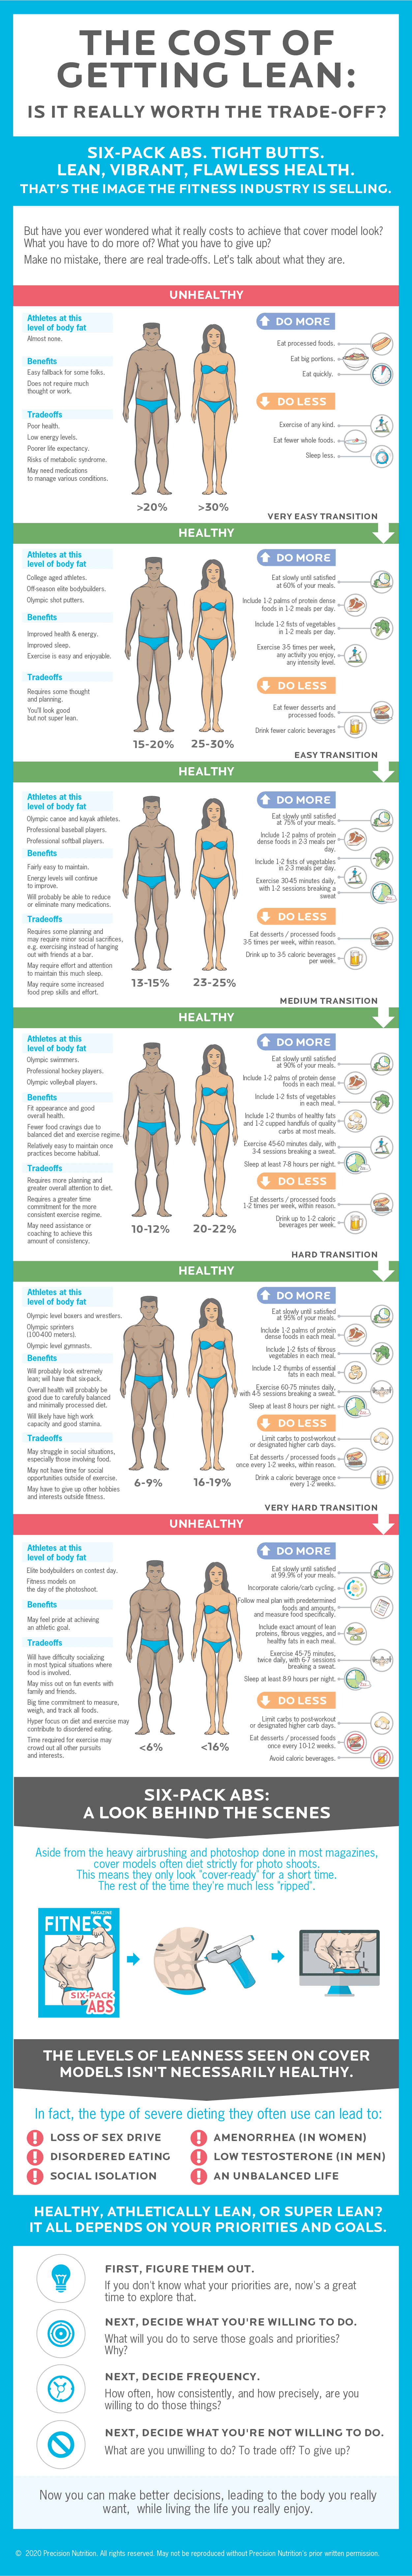 THE COST OF
GETTING LEAN:
IS IT REALLY WORTH THE TRADE-OFF?
SIX-PACK ABS. TIGHT BUTTS.
LEAN, VIBRANT, FLAWLESS HEALTH.
THAT'S THE IMAGE THE FITNESS INDUSTRY IS SELLING.
But have you ever wondered what it really costs to achieve that cover model look?
What you have to do more of? What you have to give up?
Make no mistake, there are real trade-offs. Let's talk about what they are.
UNHEALTHY
Athletes at this
level of body fat
Almost none.
Benefits
Easy fallback for some folks.
Does not require much
thought or work.
Tradeoffs
Poor health.
Low energy levels.
Poorer life expectancy.
Risks of metabolic syndrome.
May need medications
to manage various conditions.
>20%
>30%
DO MORE
Eat processed foods.
Eat big portions.
Eat quickly.
DO LESS
Exercise of any kind.
Eat fewer whole foods.
Sleep less.
VERY EASY TRANSITION
HEALTHY
Athletes at this
level of body fat
College aged athletes.
Off-season elite bodybuilders.
Olympic shot putters.
Benefits
Improved health & energy.
Improved sleep.
Exercise is easy and enjoyable.
Tradeoffs
Requires some thought
and planning.
You'll look good
but not super lean.
15-20%
25-30%
DO MORE
Eat slowly until satisfied
at 60% of your meals.
Include 1-2 palms of protein dense
foods in 1-2 meals per day.
Include 1-2 fists of vegetables
in 1-2 meals per day.
Exercise 3-5 times per week,
any activity you enjoy,
any intensity level.
DO LESS
Eat fewer desserts and
processed foods.
Drink fewer caloric beverages
EASY TRANSITION
HEALTHY
Athletes at this
level of body fat
Olympic canoe and kayak athletes.
Professional baseball players.
Professional softball players.
Benefits
Fairly easy to maintain.
Energy levels will continue
to improve.
Will probably be able to reduce
or eliminate many medications.
Tradeoffs
Requires some planning and
may require minor social sacrifices,
e.g. exercising instead of hanging
out with friends at a bar.
May require effort and attention
to maintain this much sleep.
May require some increased
food prep skills and effort.
13-15%
23-25%
DO MORE
Eat slowly until satisfied
at 75% of your meals.
Include 1-2 palms of protein
dense foods in 2-3 meals per
day.
Include 1-2 fists of vegetables
in 2-3 meals per day.
Exercise 30-45 minutes daily,
with 1-2 sessions breaking a
sweat
DO LESS
Eat desserts / processed foods
3-5 times per week, within reason.
Drink up to 3-5 caloric beverages
per week.
MEDIUM TRANSITION
HEALTHY
Athletes at this
level of body fat
Olympic swimmers.
Professional hockey players.
Olympic volleyball players.
Benefits
Fit appearance and good
overall health.
Fewer food cravings due to
balanced diet and exercise regime.
Relatively easy to maintain once
practices become habitual.
Tradeoffs
Requires more planning and
greater overall attention to diet.
Requires a greater time
commitment for the more
consistent exercise regime.
May need assistance or
coaching to achieve this
amount of consistency.
10-12%
20-22%
DO MORE
Eat slowly until satisfied
at 90% of your meals.
Include 1-2 palms of protein dense
foods in each meal.
Include 1-2 fists of vegetables
in each meal.
Include 1-2 thumbs of healthy fats
and 1-2 cupped handfuls of quality
carbs at most meals.
Exercise 45-60 minutes daily, with
3-4 sessions breaking a sweat.
Sleep at least 7-8 hours per night.
DO LESS
Eat desserts / processed foods
1-2 times per week, within reason.
Drink up to 1-2 caloric
beverages per week.
HARD TRANSITION
HEALTHY
Athletes at this
level of body fat
Olympic level boxers and wrestlers.
Olympic sprinters
(100-400 meters).
Olympic level gymnasts.
Benefits
Will probably look extremely
lean; will have that sixpack.
Overall health will probably be
good due to carefully balanced
and minimally processed diet.
Will likely have high work
capacity and good stamina.
Tradeoffs
May struggle in social situations,
especially those involving food.
May not have time for social
opportunities outside of exercise.
May have to give up other hobbies
and interests outside fitness.
6-9%
16-19%
DO MORE
Eat slowly until satisfied
at 95% of your meals.
Include 1-2 palms of protein
dense foods in each meal.
Include 1-2 fists of fibrous
vegetables in each meal.
Include 1-2 thumbs of essential
fats in each meal.
Exercise 60-75 minutes daily,
with 4-5 sessions breaking a sweat.
Sleep at least 8 hours per night.
DO LESS
Limit carbs to post-workout
or designated higher carb days.
Eat desserts / processed foods
once every 1-2 weeks, within reason.
Drink a caloric beverage once
every 1-2 weeks.
VERY HARD TRANSITION
UNHEALTHY
Athletes at this
level of body fat
Elite bodybuilders on contest day.
Fitness models on
the day of the photoshoot.
Benefits
May feel pride at achieving
an athletic goal.
Tradeoffs
Will have difficulty socializing
in most typical situations where
food is involved.
May miss out on fun events with
family and friends.
Big time commitment to measure,
weigh, and track all foods.
Hyper focus on diet and exercise may
contribute to disordered eating.
Time required for exercise may
crowd out all other pursuits
and interests.
<6%
<16%
DO MORE
Eat slowly until satisfied
at 99.9% of your meals.
Incorporate calorie/carb cycling.
Follow meal plan with predetermined
foods and amounts,
and measure food specifically.
Include exact amount of lean
proteins, fibrous veggies, and
healthy fats in each meal.
Exercise 45-75 minutes,
twice daily, with 6-7 sessions
breaking a sweat.
Sleep at least 8-9 hours per night.
DO LESS
Limit carbs to post-workout
or designated higher carb days.
Eat desserts / processed foods
once every 10-12 weeks.
Avoid caloric beverages.
SIX-PACK ABS:
A LOOK BEHIND THE SCENES
Aside from the heavy airbrushing and photoshop done in most magazines,
cover models often diet strictly for photo shoots.
This means they only look "cover-ready" for a short time.
The rest of the time they're much less "ripped".
MAGAZINE
FITNESS
SIX-PACK
ABS
THE LEVELS OF LEANNESS SEEN ON COVER
MODELS ISN'T NECESSARILY HEALTHY.
In fact, the type of severe dieting they often use can lead to:
LOSS OF SEX DRIVE
AMENORRHEA (IN WOMEN)
DISORDERED EATING
LOW TESTOSTERONE (IN MEN)
SOCIAL ISOLATION
AN UNBALANCED LIFE
HEALTHY, ATHLETICALLY LEAN, OR SUPER LEAN?
IT ALL DEPENDS ON YOUR PRIORITIES AND GOALS.
FIRST, FIGURE THEM OUT.
If you don't know what your priorities are, now's a great
time to explore that.
NEXT, DECIDE WHAT YOU'RE WILLING TO DO.
What will you do to serve those goals and priorities?
Why?
NEXT, DECIDE FREQUENCY.
How often, how consistently, and how precisely, are you
willing to do those things?
NEXT, DECIDE WHAT YOU'RE NOT WILLING TO DO.
What are you unwilling to do? To trade off? To give up?
Now you can make better decisions, leading to the body you really
want, while living the life you really enjoy.
© 2020 Precision Nutrition. All rights reserved. May not be reproduced without Precision Nutrition's prior written permission.